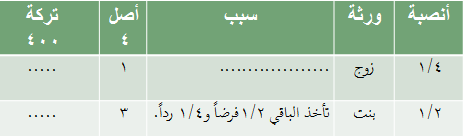 أنصبة ورثة سبب أصل ٤ تركة ٤٠٠
١/٤ زوج .................. ١ .....
١/٢ بنت تأخذ الباقي ١/٢ فرضاً و١/٤ رداً. ٣ .....